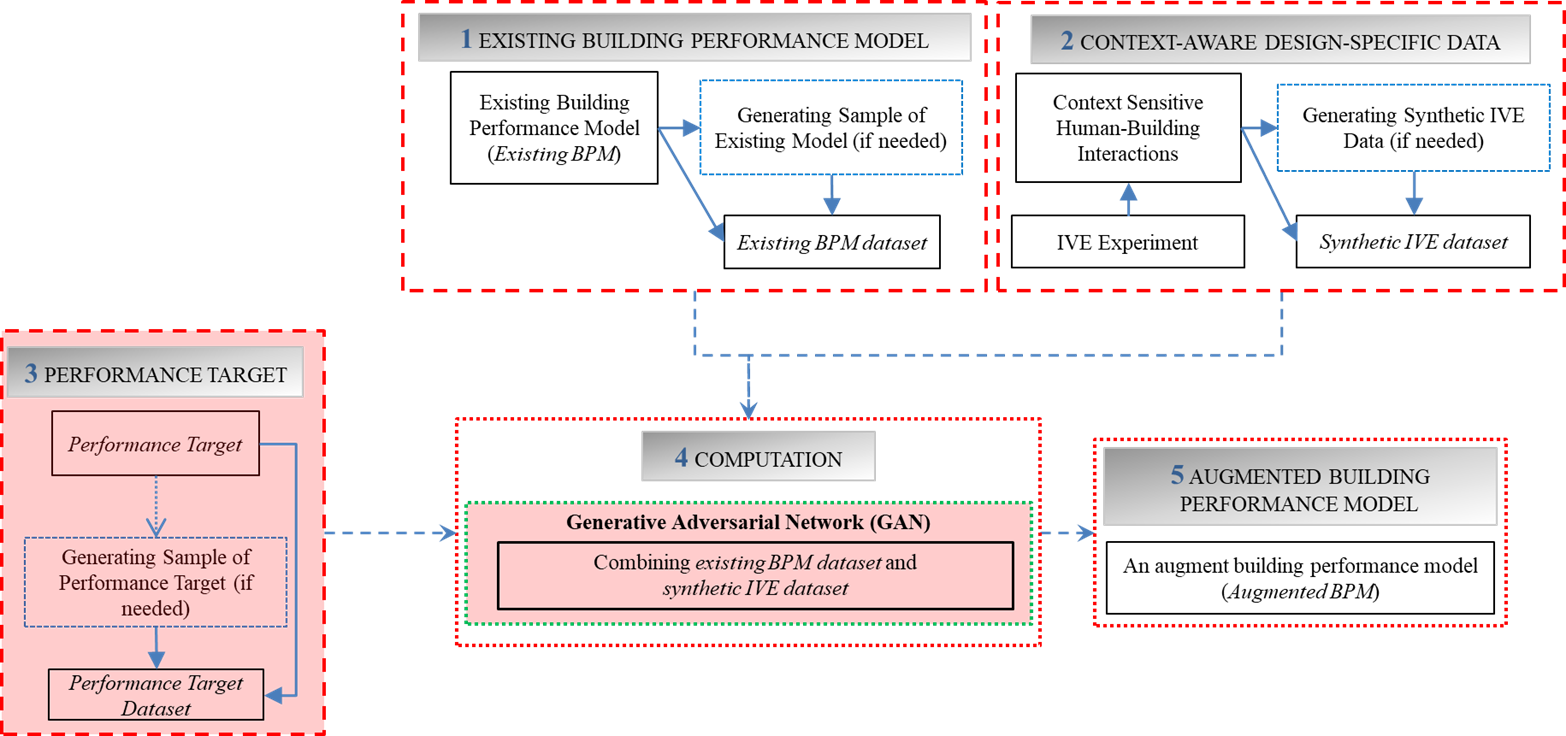 1 EXISTING BUILDING PERFORMANCE MODEL
Existing Building
Performance Model
(Existing BPM)
Generating Sample of
Existing Model (if needed)
Existing BPM dataset
2 CONTEXT-AWARE DESIGN-SPECIFIC DATA
Context Sensitive
Human-Building
Interactions
Generating Synthetic IVE
Data (if needed)
IVE Experiment
Synthetic IVE dataset
3 PERFORMANCE TARGET
Performance Target
Generating Sample of
Performance Target (if
needed)
Performance Target
Dataset
4 COMPUTATION
Generative Adversarial Network (GAN)
Combining existing BPM dataset and
synthetic IVE dataset
5 AUGMENTED BUILDING
PERFORMANCE MODEL
An augment building performance model
(Augmented BPM)